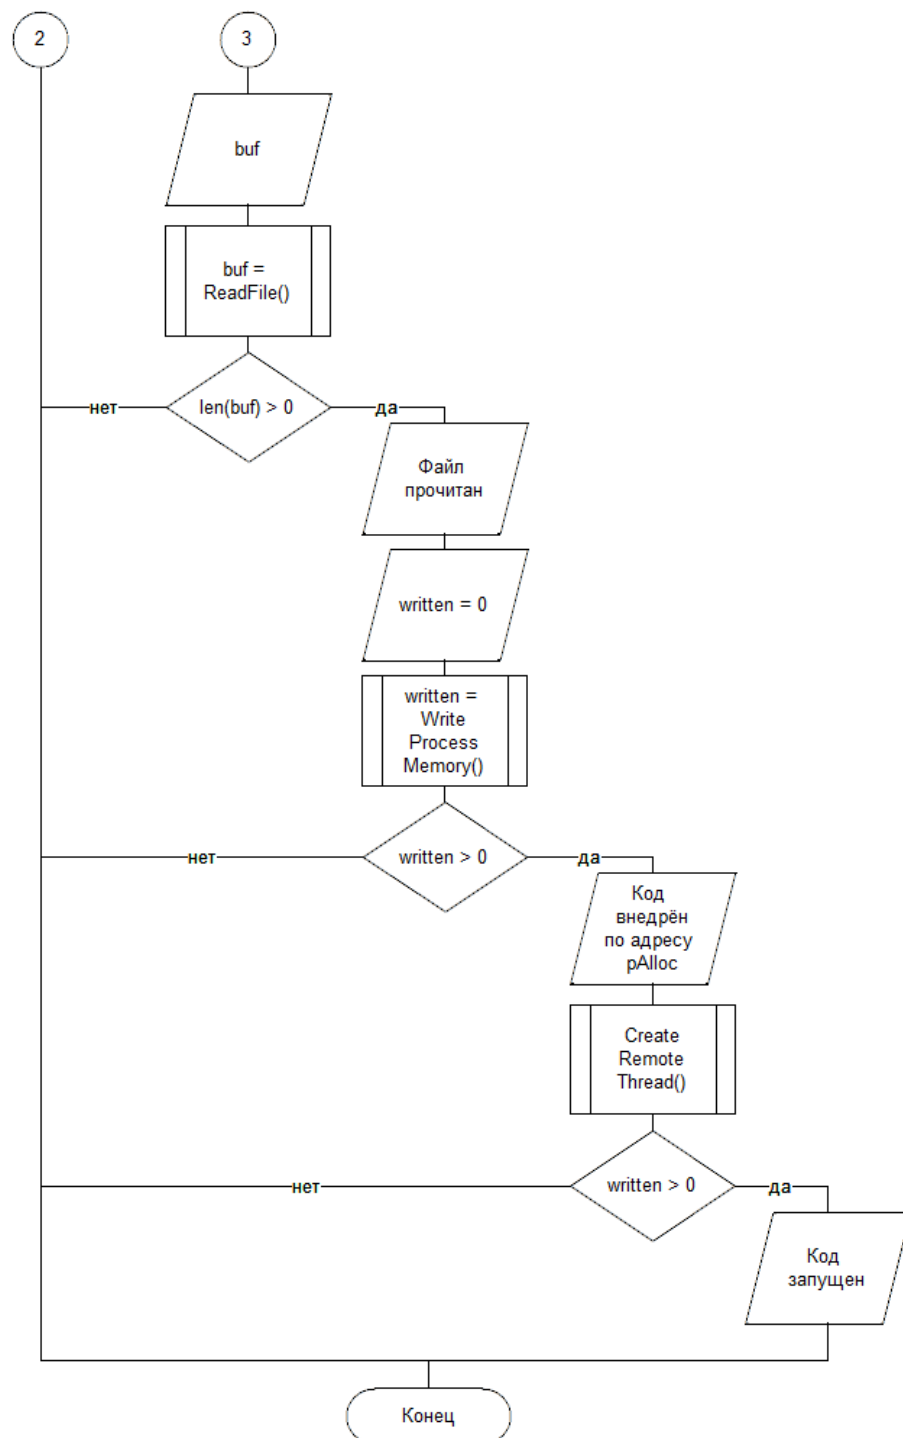 2
3
buf
buf =
ReadFile()
len(buf) > 0
нет
да
Файл
прочитан
written = 0
written =
Write
Process
Memory()
written > 0
нет
да
Код
внедрён
по адресу
pAlloc
Create
Remote
Thread()
written > 0
нет
да
Код
запущен
Конец